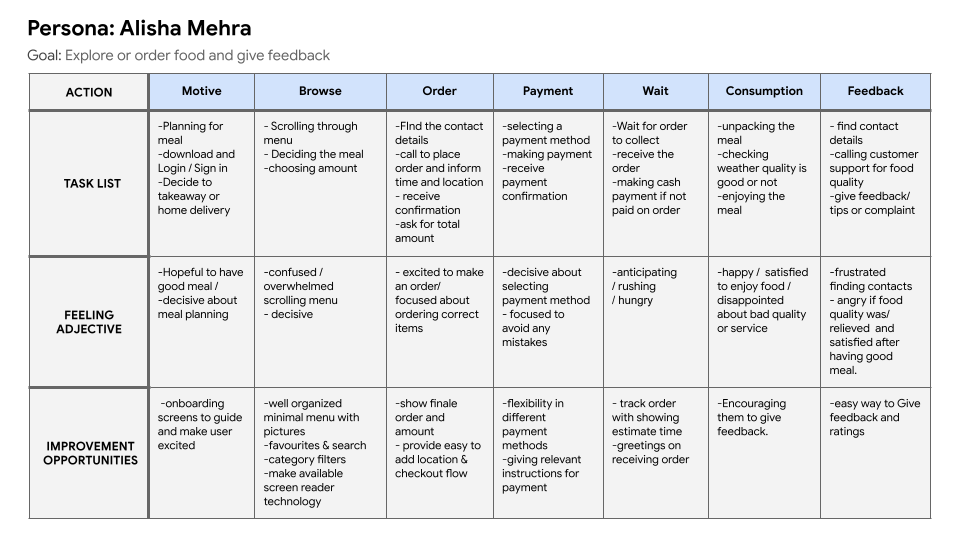 Persona: Alisha Mehra
Goal: Explore or order food and give feedback
ACTION
Motive
Browse
Order
Payment
Wait
Consumption
Feedback
TASK LIST
-Planning for
meal
-download and
Login / Sign in
-Decide to
takeaway or
home delivery
- Scrolling through
menu
- Deciding the meal
-choosing amount
-FInd the contact
details
-call to place
order and inform
time and location
- receive
confirmation
-ask for total
amount
-selecting a
payment method
-making payment
-receive
payment
confirmation
-Wait for order
to collect
-receive the
order
-making cash
payment if not
paid on order
-unpacking the
meal
-checking
weather quality is
good or not
-enjoying the
meal
- find contact
details
-calling customer
support for food
quality
-give feedback/
tips or complaint
FEELING
ADJECTIVE
-Hopeful to have
good meal /
-decisive about
meal planning
-confused /
overwhelmed
scrolling menu
- decisive
- excited to make
an order/
focused about
ordering correct
items
-decisive about
selecting
payment method
- focused to
avoid any
mistakes
-anticipating
/ rushing
/ hungry
-happy /  satisfied
to enjoy food /
disappointed
about bad quality
or service
-frustrated
finding contacts
- angry if food
quality was/
relieved  and
satisfied after
having good
meal.
IMPROVEMENT
OPPORTUNITIES
-onboarding
screens to guide
and make user
excited
-well organized
minimal menu with
pictures
-favourites & search
-category filters
-make available
screen reader
technology
-show finale
order and
amount
- provide easy to
add location &
checkout flow
-flexibility in
different
payment
methods
-giving relevant
instructions for
payment
- track order
with showing
estimate time
-greetings on
receiving order
-Encouraging
them to give
feedback.
-easy way to Give
feedback and
ratings